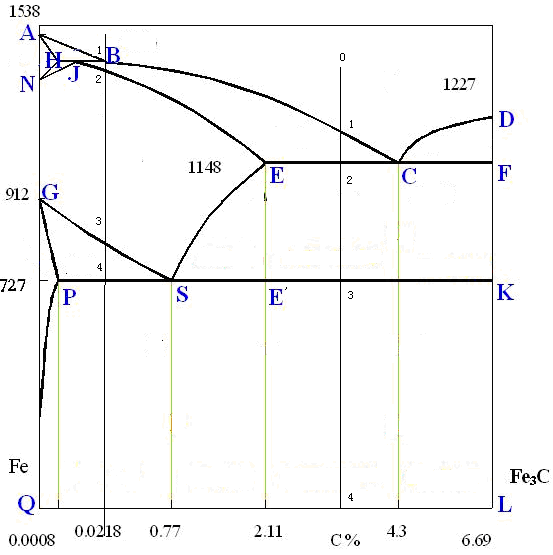 1538
A
1
0
H
B
J
2
N
1227
D
1
1148
E
C
F
2
912
G
3
4
727
P
S
E'
K
3
Fe
Fe₃C
4
Q
L
0.0008
0.0218
0.77
2.11
C%
4.3
6.69